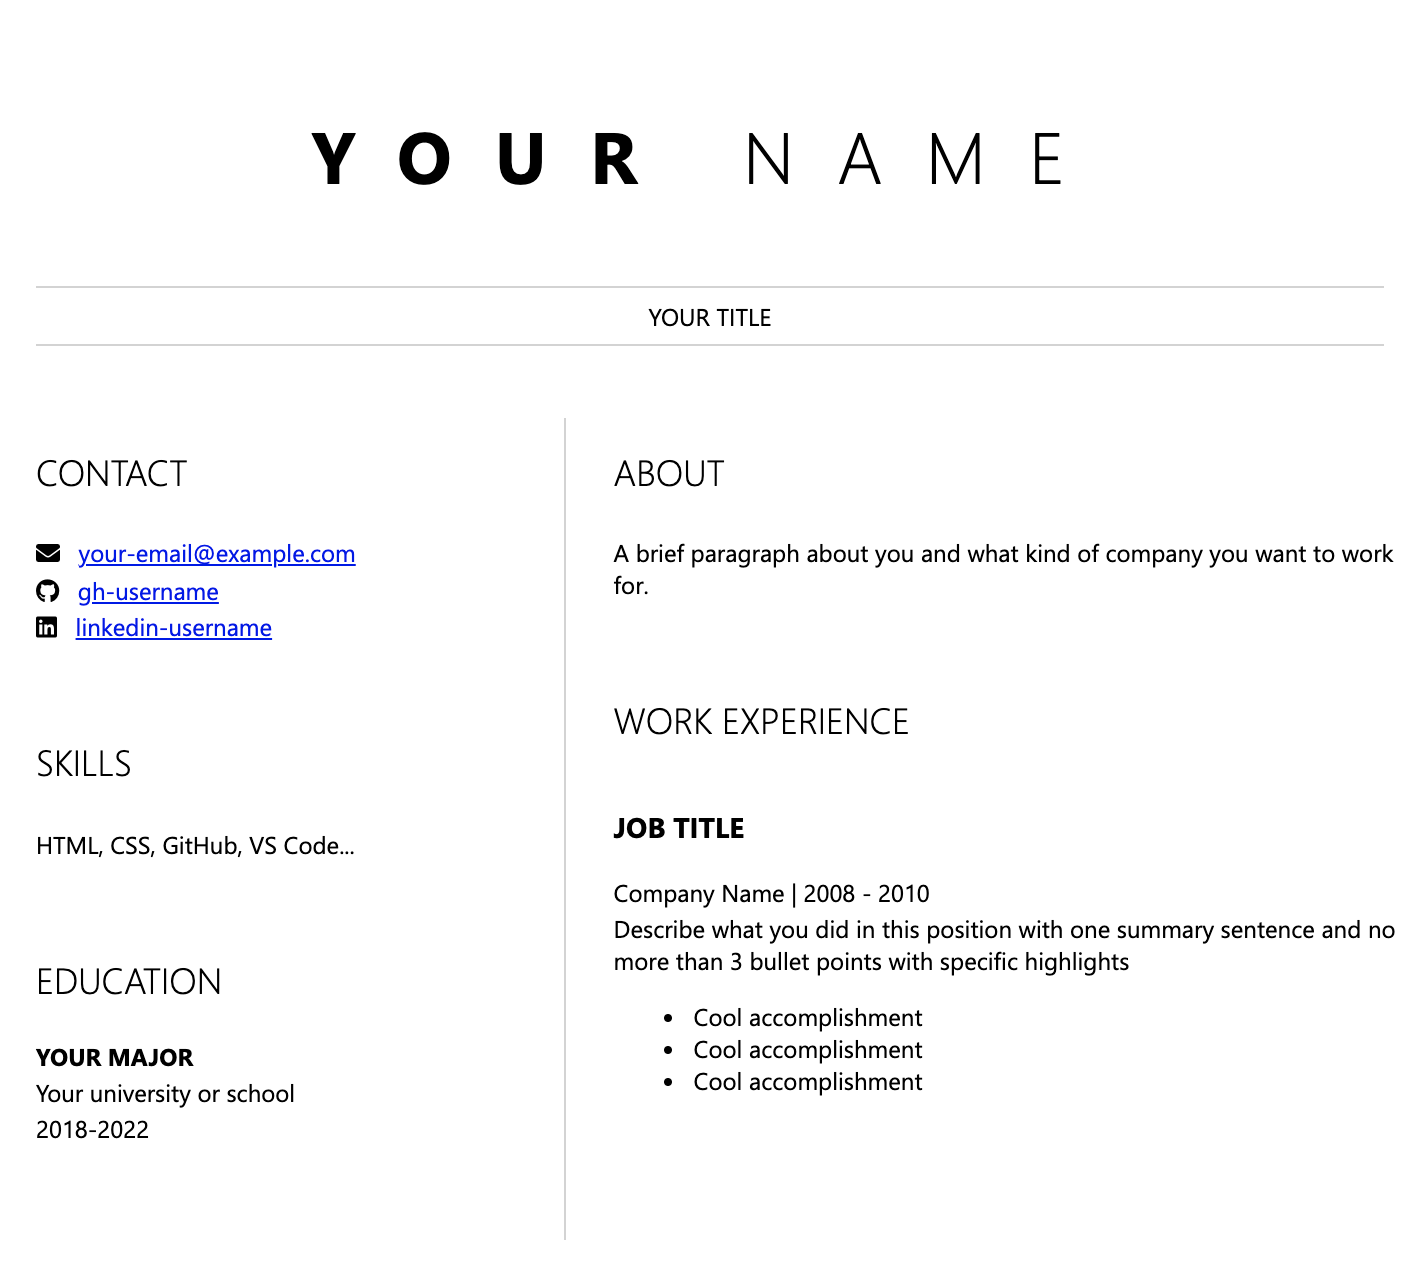 YOUR NAME
YOUR TITLE
CONTACT
your-email@example.com
gh-username
linkedin-username
SKILLS
HTML, CSS, GitHub, VS Code...
EDUCATION
YOUR MAJOR
Your university or school
2018-2022
ABOUT
A brief paragraph about you and what kind of company you want to work
for.
WORK EXPERIENCE
JOB TITLE
Company Name | 2008 - 2010
Describe what you did in this position with one summary sentence and no
more than 3 bullet points with specific highlights
• Cool accomplishment
• Cool accomplishment
• Cool accomplishment